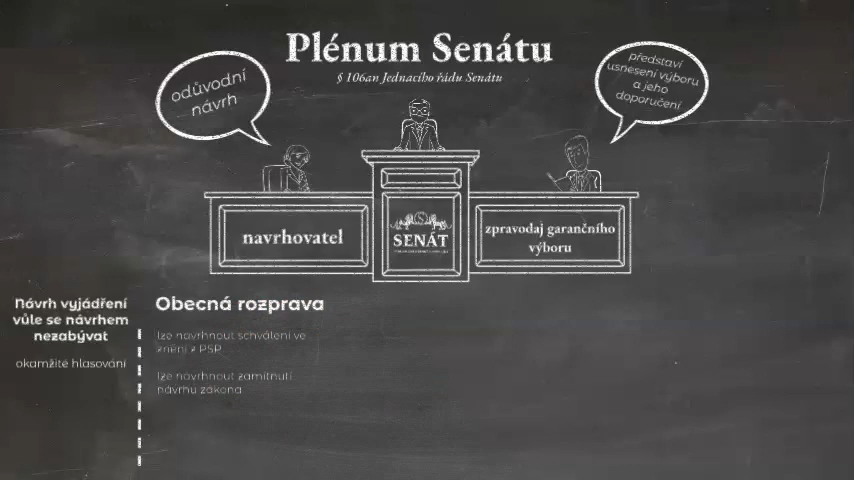 Plénum Senátu
§ 106an Jednacího řádu Senátu
odůvodní
návrh
představí
usnesení výboru
a jeho
doporučení
navrhovatel
SENÁT
zpravodaj garančního
výboru
Návrh vyjádření
vůle se návrhem
nezabývat
okamžité hlasování
Obecná rozprava
lze navrhnout schválení ve
znění z PSP
lze navrhnout zamítnutí
návrhu zákona